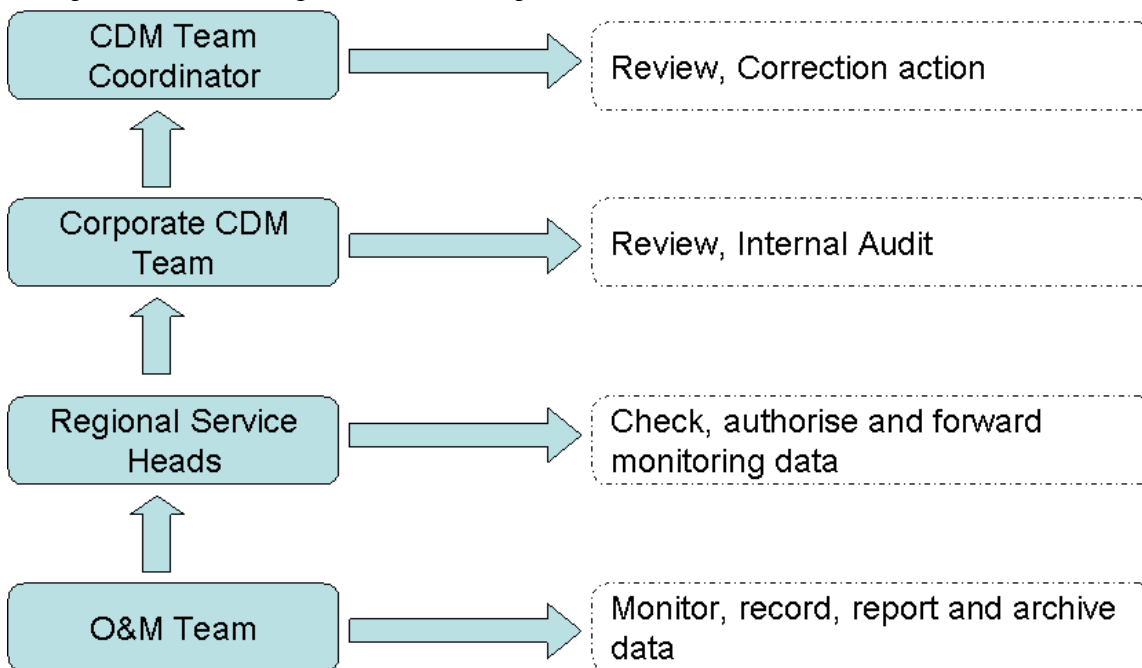 CDM Team
Coordinator
Review, Correction action
Corporate CDM
Team
Review, Internal Audit
Regional Service
Heads
Check, authorise and forward
monitoring data
O&M Team
Monitor, record, report and archive
data